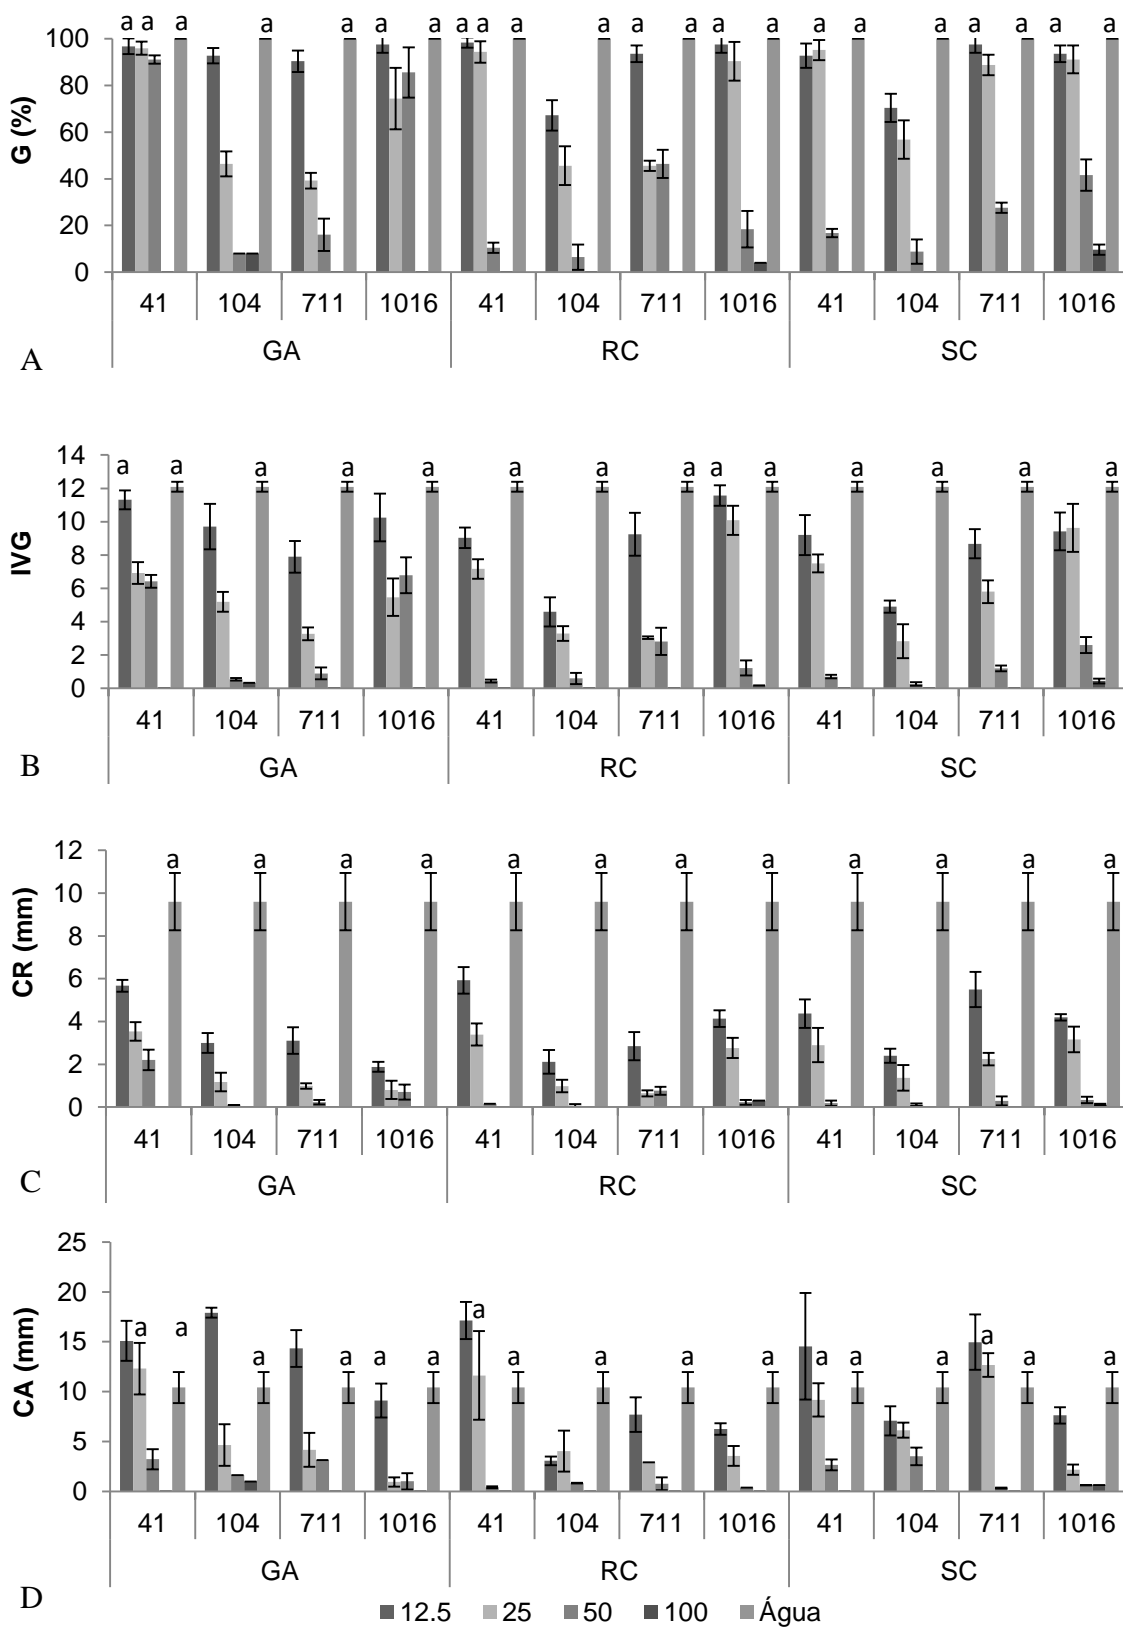 a a a a a a a a a a a a a a a a a a a a a
100
80
60
40
20
0
G (%)
41 104 711 1016 41 104 711 1016 41 104 711 1016
GA RC SC
A
a a a a a a a a a a a a a a
14
12
10
8
6
4
2
0
IVG
41 104 711 1016 41 104 711 1016 41 104 711 1016
GA RC SC
B
a a a a a a a a a a a a
12
10
8
6
4
2
0
CR (mm)
41 104 711 1016 41 104 711 1016 41 104 711 1016
GA RC SC
C
25
20
15
10
5
0
CA (mm)
a a a a
a a a a a a a a a a a a a
41 104 711 1016 41 104 711 1016 41 104 711 1016
GA RC SC
D
12.5 25 50 100 Água